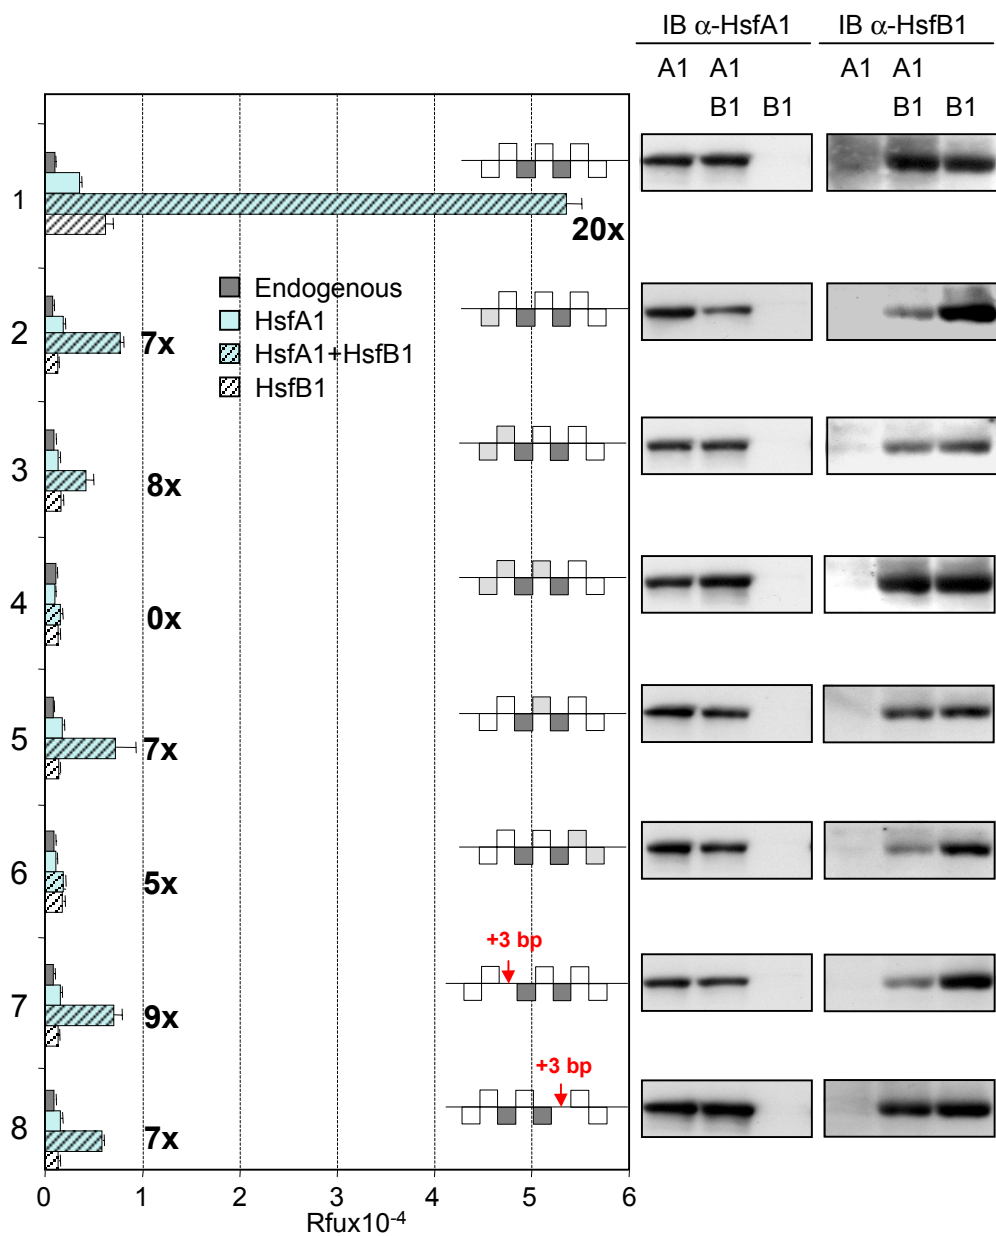 IB α-HsfA1 IB α-HsfB1
A1 A1 A1 A1
B1 B1 B1 B1
1
20x
Endogenous
HsfA1
HsfA1+HsfB1
HsfB1
2
7x
3
8x
4
0x
5
7x
6
5x
+3 bp
7
9x
+3 bp
8
7x
0 1 2 3 4 5 6
Rfux10-4